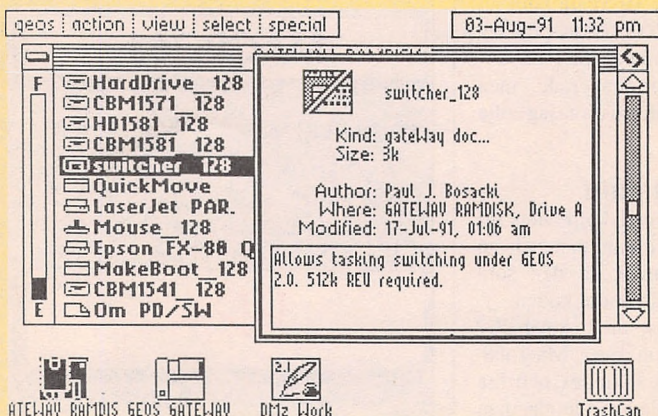 geos action view select special
03-Aug-91 11:32 pm
F
HardDrive_128
CBM1571_128
HD1581_128
CBM1581_128
switcher_128
QuickMove
LaserJet PAR.
Mouse_128
Epson FX-80 Q
MakeBoot_128
CBM1541_128
Om PD/SW
E
switcher_128
Kind: gateWay doc...
Size: 3k
Author: Paul J. Bosacki
Where: GATEWAY RAMDISK, Drive A
Modified: 17-Jul-91, 01:06 am
Allows tasking switching under GEOS
2.0. 512k REU required.
2.1
ATEWAY RAMDIS
GEOS GATEWAY
DMz Work
TrashCan